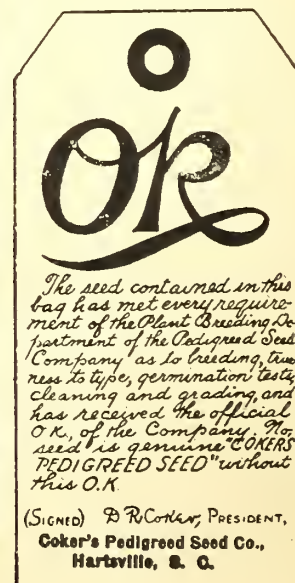 OK
The seed contained in this
bag has met every require-
ment of the Plant Breeding De-
partment of the Pedigreed Seed
Company as to breeding, true
ness to type, germination tests,
cleaning and grading, and
has received the official
O.K., of the Company. No,
seed is genuine "COKERS
PEDIGREED SEED" without
this O.K.
(SIGNED) D R COKER, PRESIDENT,
Coker's Pedigreed Seed Co.,
Hartsville, S. C.